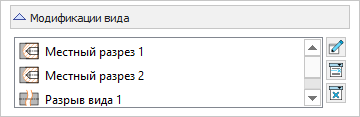 Модификации вида
Местный разрез 1
Местный разрез 2
Разрыв вида 1